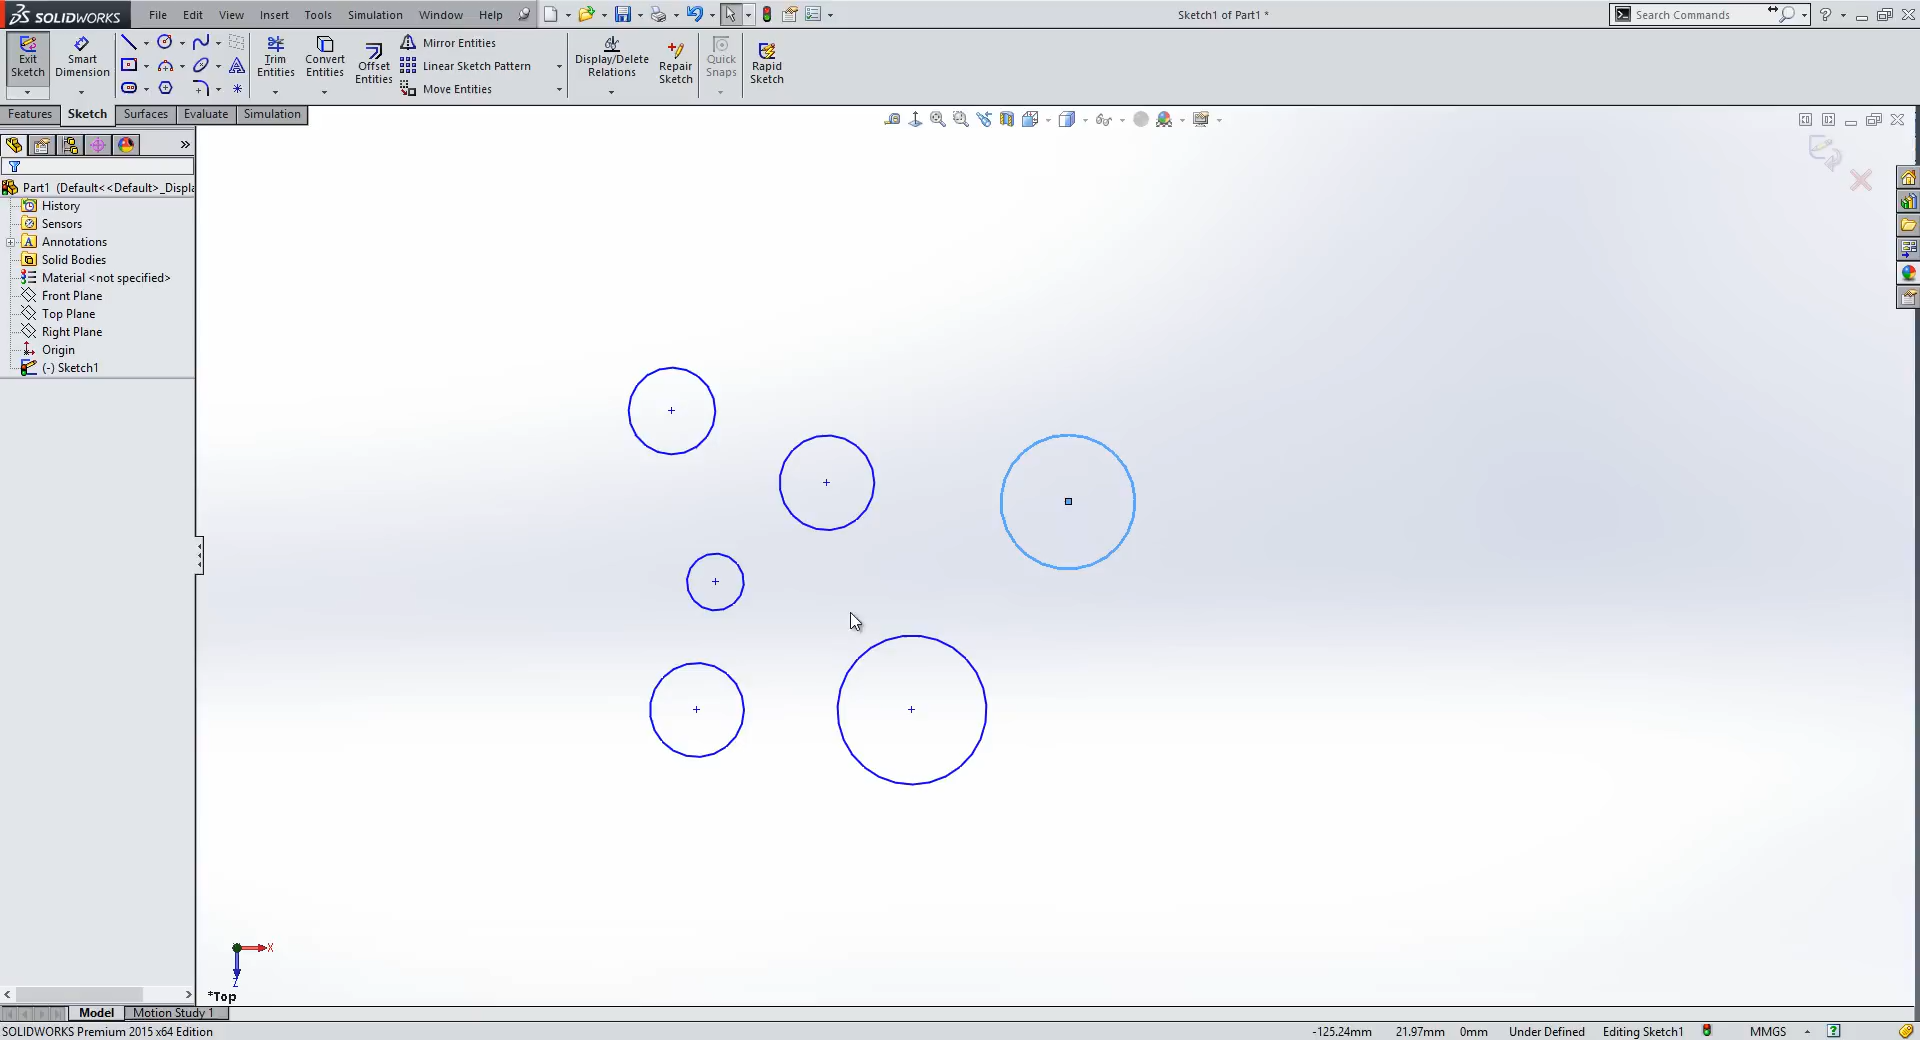 SOLIDWORKS File Edit View Insert Tools Simulation Window Help Sketch1 of Part1 * Search Commands
Exit Sketch
Smart Dimension
Trim Entities
Convert Entities
Offset Entities
Mirror Entities
Linear Sketch Pattern
Move Entities
Display/Delete Relations
Repair Sketch
Quick Snaps
Rapid Sketch
Features Sketch Surfaces Evaluate Simulation
Part1 (Default<<Default>_Displa
History
Sensors
Annotations
Solid Bodies
Material <not specified>
Front Plane
Top Plane
Right Plane
Origin
(-) Sketch1
X
Z
*Top
Model Motion Study 1
SOLIDWORKS Premium 2015 x64 Edition -125.24mm 21.97mm 0mm Under Defined Editing Sketch1 MMGS